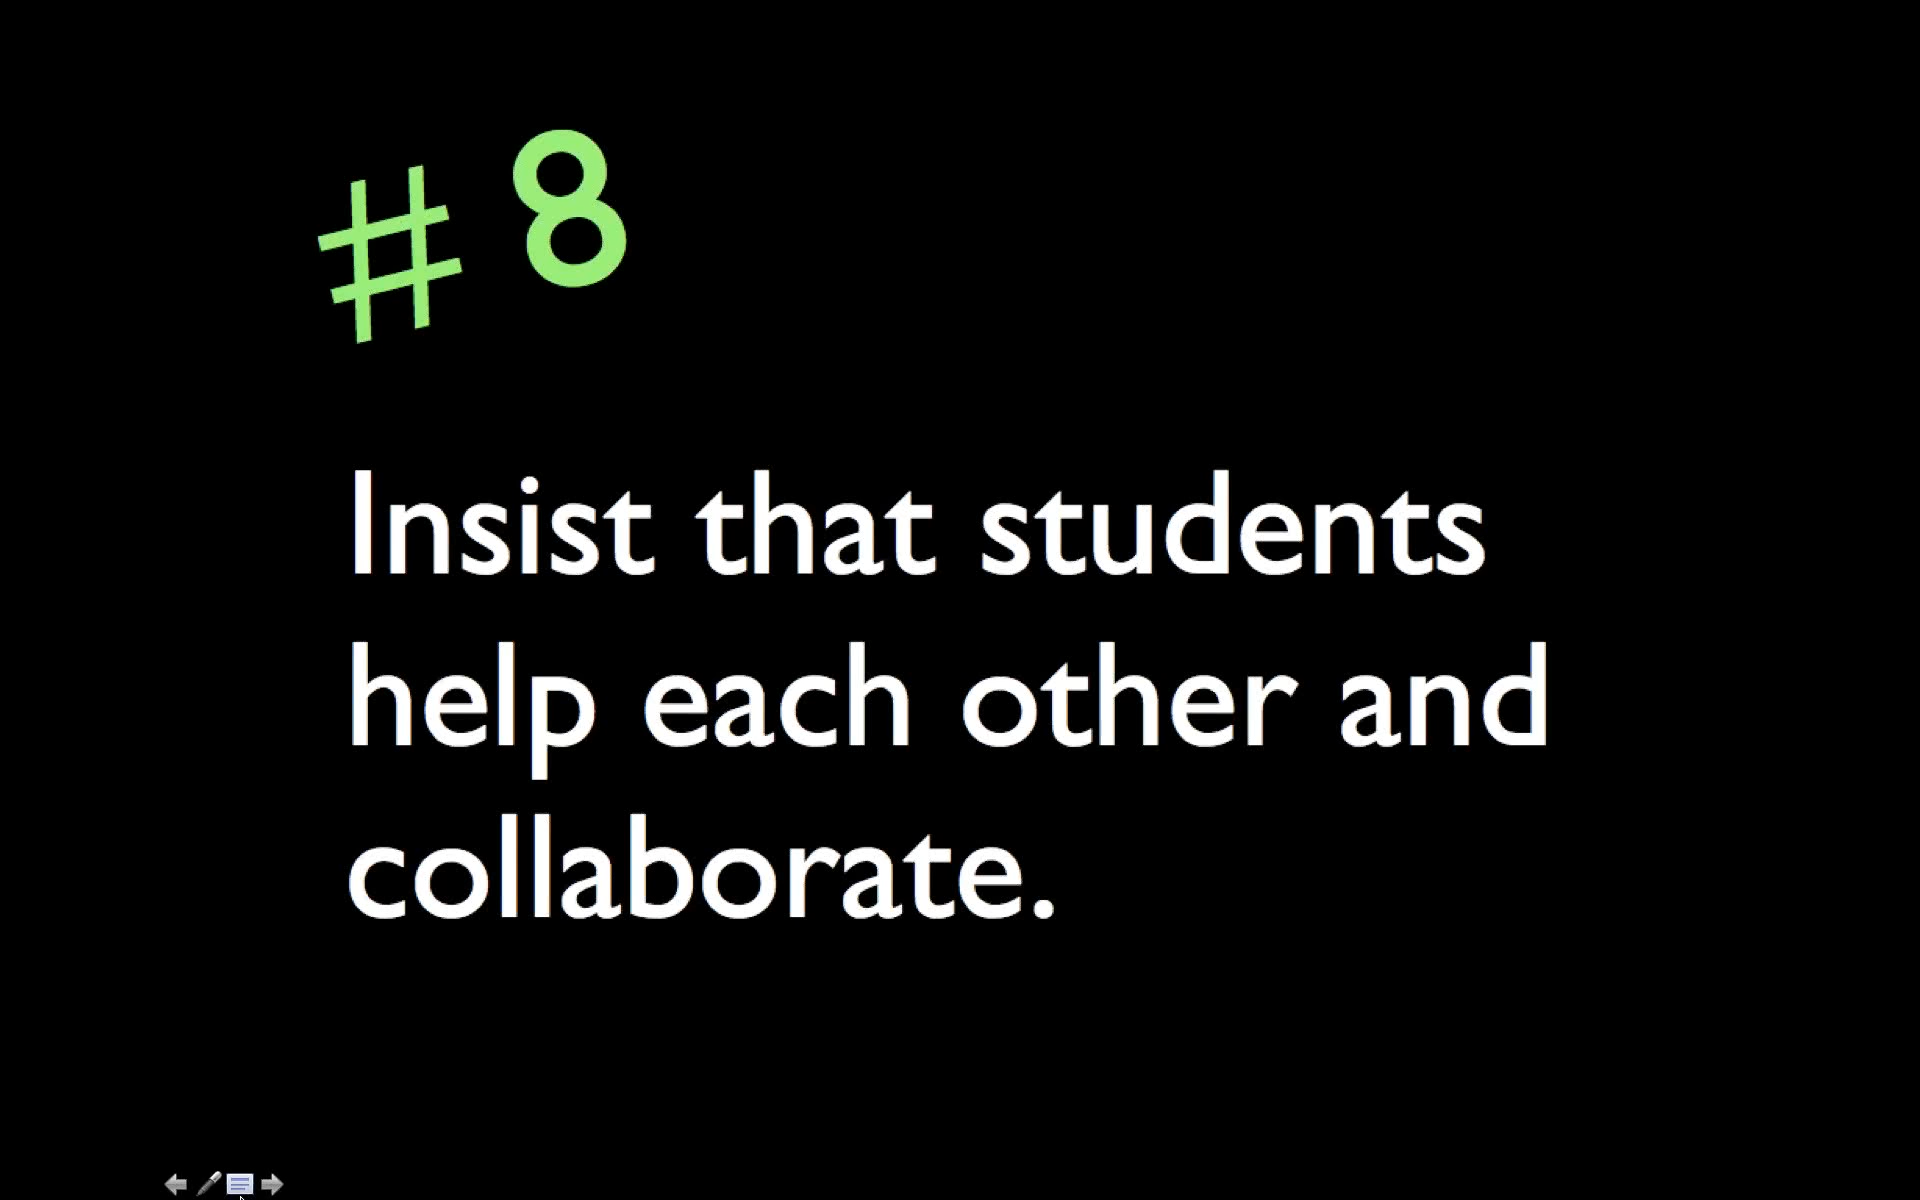 # 8
Insist that students
help each other and
collaborate.